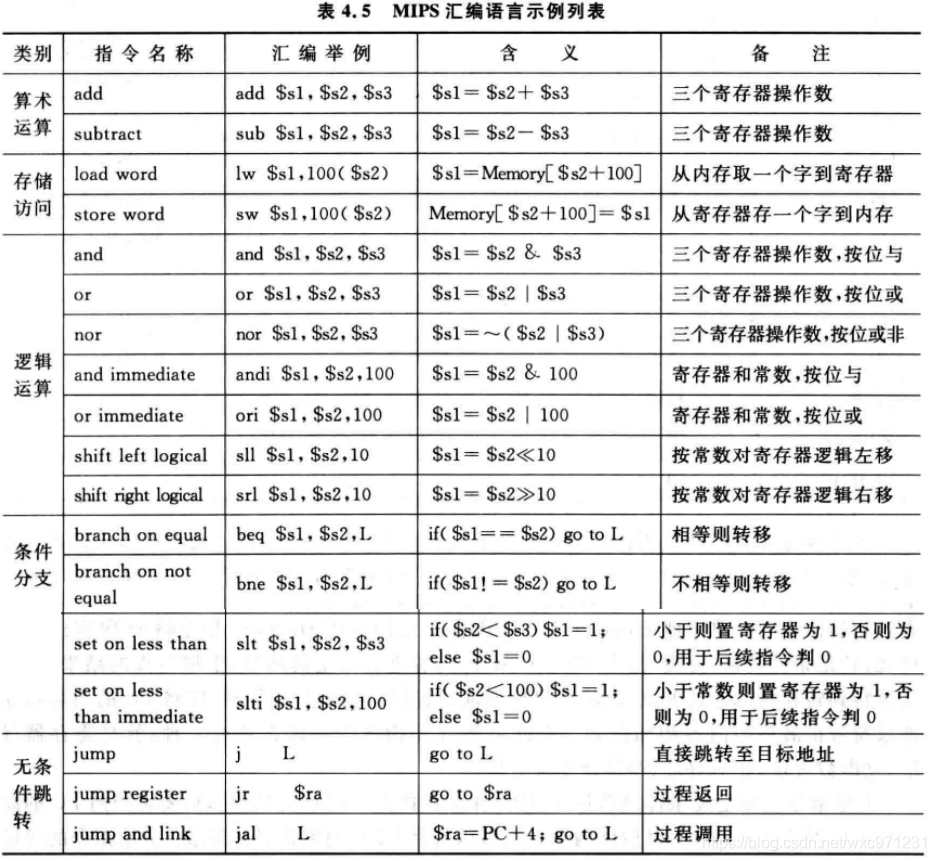 表 4.5 MIPS 汇编语言示例列表
类别 指令名称 汇编举例 含义 备注
算术运算 add add $s1,$s2,$s3 $s1=$s2+$s3 三个寄存器操作数
subtract sub $s1,$s2,$s3 $s1=$s2-$s3 三个寄存器操作数
存储访问 load word lw $s1,100($s2) $s1=Memory[$s2+100] 从内存取一个字到寄存器
store word sw $s1,100($s2) Memory[$s2+100]=$s1 从寄存器存一个字到内存
逻辑运算 and and $s1,$s2,$s3 $s1=$s2 & $s3 三个寄存器操作数,按位与
or or $s1,$s2,$s3 $s1=$s2 | $s3 三个寄存器操作数,按位或
nor nor $s1,$s2,$s3 $s1=~($s2 | $s3) 三个寄存器操作数,按位或非
and immediate andi $s1,$s2,100 $s1=$s2 & 100 寄存器和常数,按位与
or immediate ori $s1,$s2,100 $s1=$s2 | 100 寄存器和常数,按位或
shift left logical sll $s1,$s2,10 $s1=$s2≪10 按常数对寄存器逻辑左移
shift right logical srl $s1,$s2,10 $s1=$s2≫10 按常数对寄存器逻辑右移
条件分支 branch on equal beq $s1,$s2,L if($s1==$s2) go to L 相等则转移
branch on not equal bne $s1,$s2,L if($s1!=$s2) go to L 不相等则转移
set on less than slt $s1,$s2,$s3 if($s2<$s3) $s1=1; else $s1=0 小于则置寄存器为 1,否则为 0,用于后续指令判 0
set on less than immediate slti $s1,$s2,100 if($s2<100) $s1=1; else $s1=0 小于常数则置寄存器为 1,否则为 0,用于后续指令判 0
无条件跳转 jump j L go to L 直接跳转至目标地址
jump register jr $ra go to $ra 过程返回
jump and link jal L $ra=PC+4; go to L 过程调用
https://blog.csdn.net/wxc971231